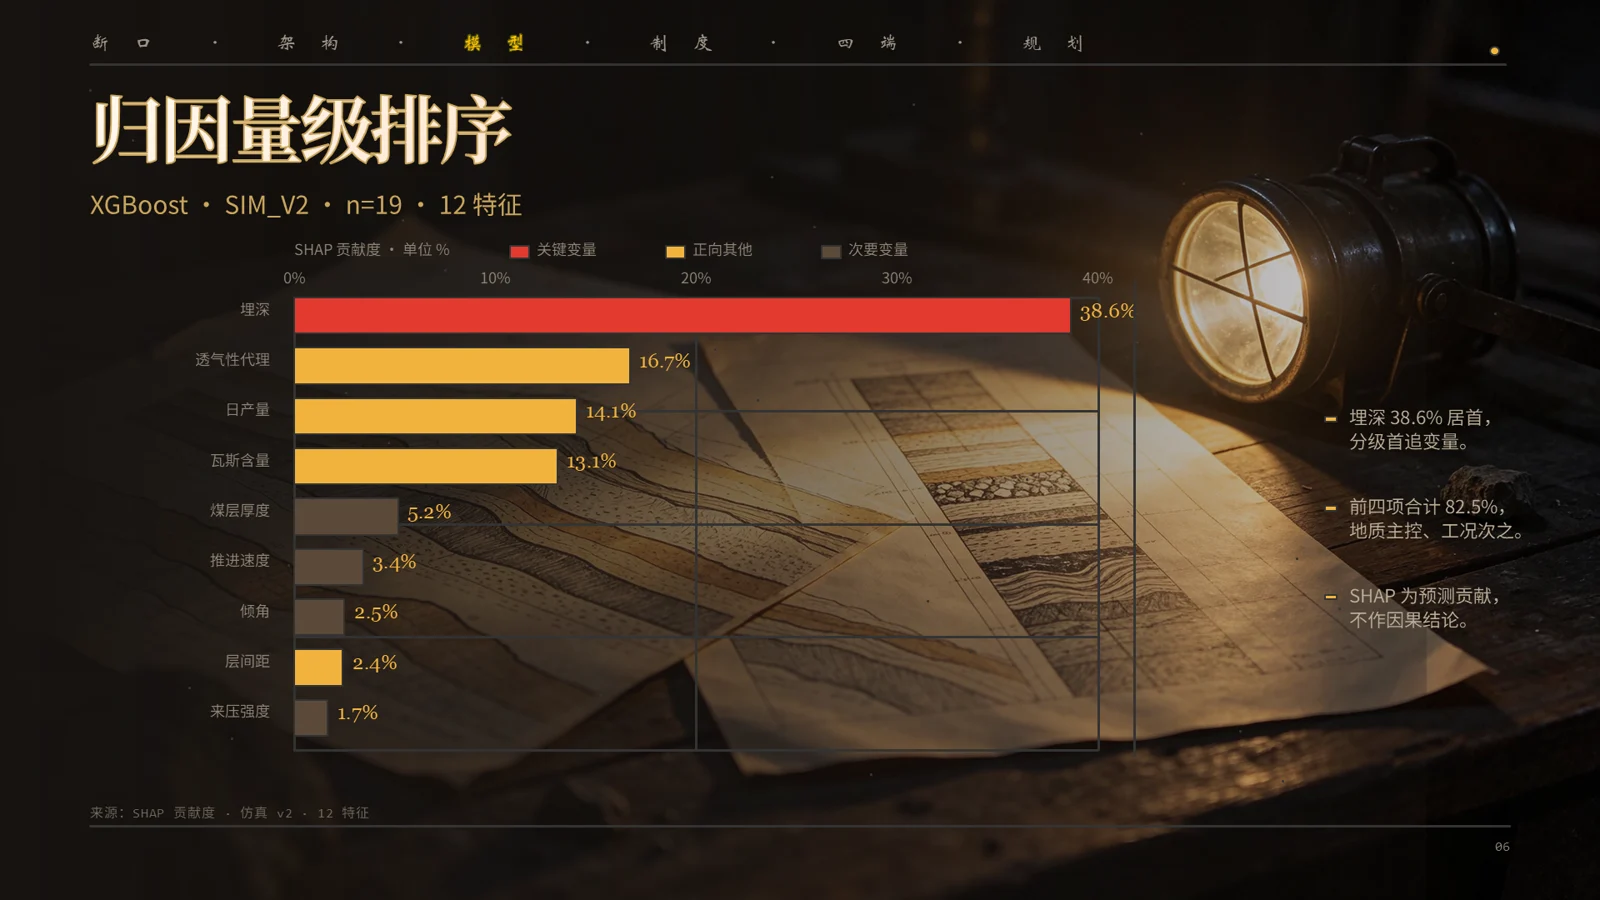 断口 · 架构 · 模型 · 制度 · 四端 · 规划
归因量级排序
XGBoost · SIM_V2 · n=19 · 12 特征
SHAP 贡献度 · 单位 % 关键变量 正向其他 次要变量
0% 10% 20% 30% 40%
埋深 38.6%
透气性代理 16.7%
日产量 14.1%
瓦斯含量 13.1%
煤层厚度 5.2%
推进速度 3.4%
倾角 2.5%
层间距 2.4%
来压强度 1.7%
埋深 38.6% 居首，
分级首追变量。
前四项合计 82.5%，
地质主控、工况次之。
SHAP 为预测贡献，
不作因果结论。
来源: SHAP 贡献度 · 仿真 v2 · 12 特征
06